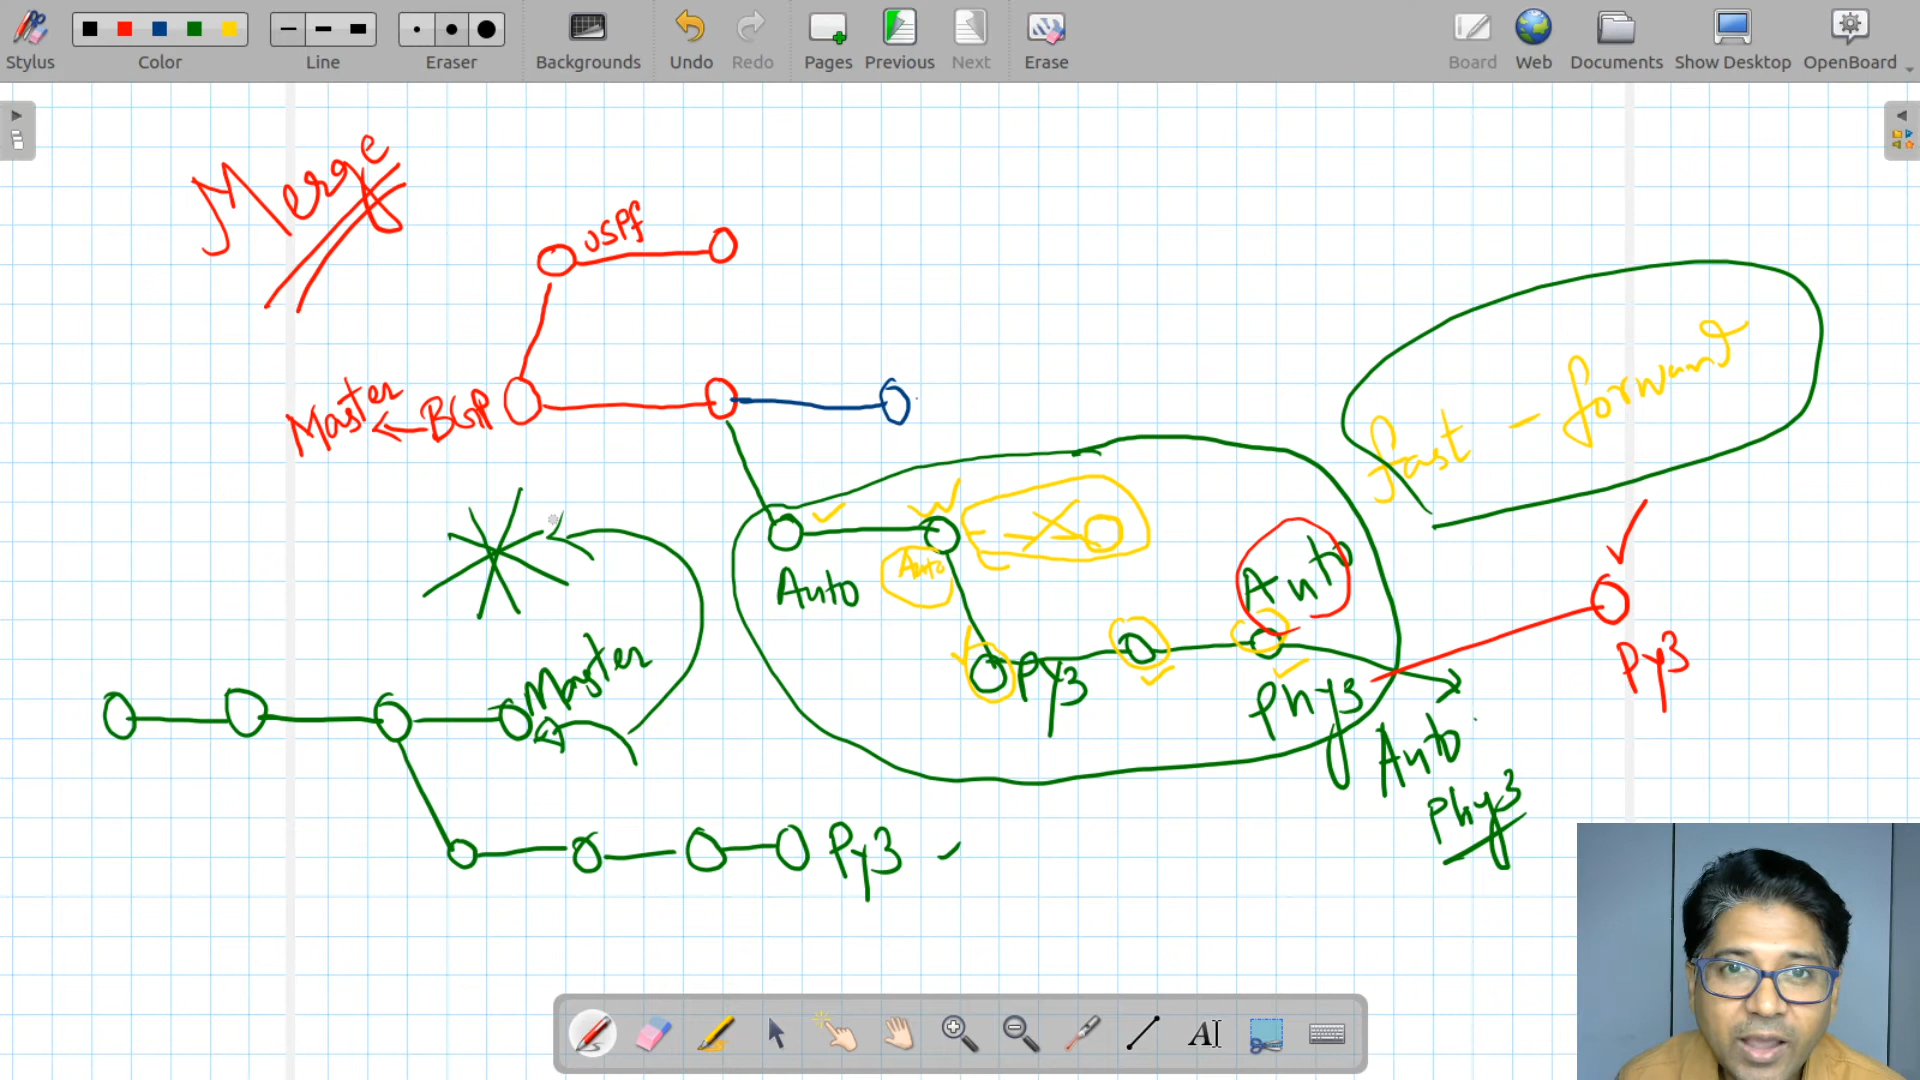 Stylus Color Line Eraser Backgrounds Undo Redo Pages Previous Next Erase Board Web Documents Show Desktop OpenBoard
Merge
OSPf
Master
BGP
fast - forward
Auto
Auto
Auto
Py3
Py3
Phy3
Master
Auto
Phy3
Py3